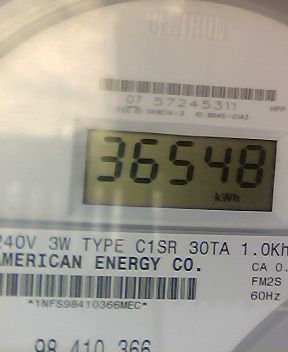 CENTRON
07 57245311
36548
kWh
240V 3W TYPE C1SR 30TA 1.0Kh
AMERICAN ENERGY CO.
CA 0.
FM2S
60Hz
*1NFS98410366MEC*
98 410 366